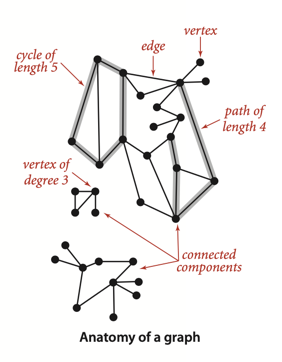 vertex
edge
cycle of
length 5
path of
length 4
vertex of
degree 3
connected
components
Anatomy of a graph